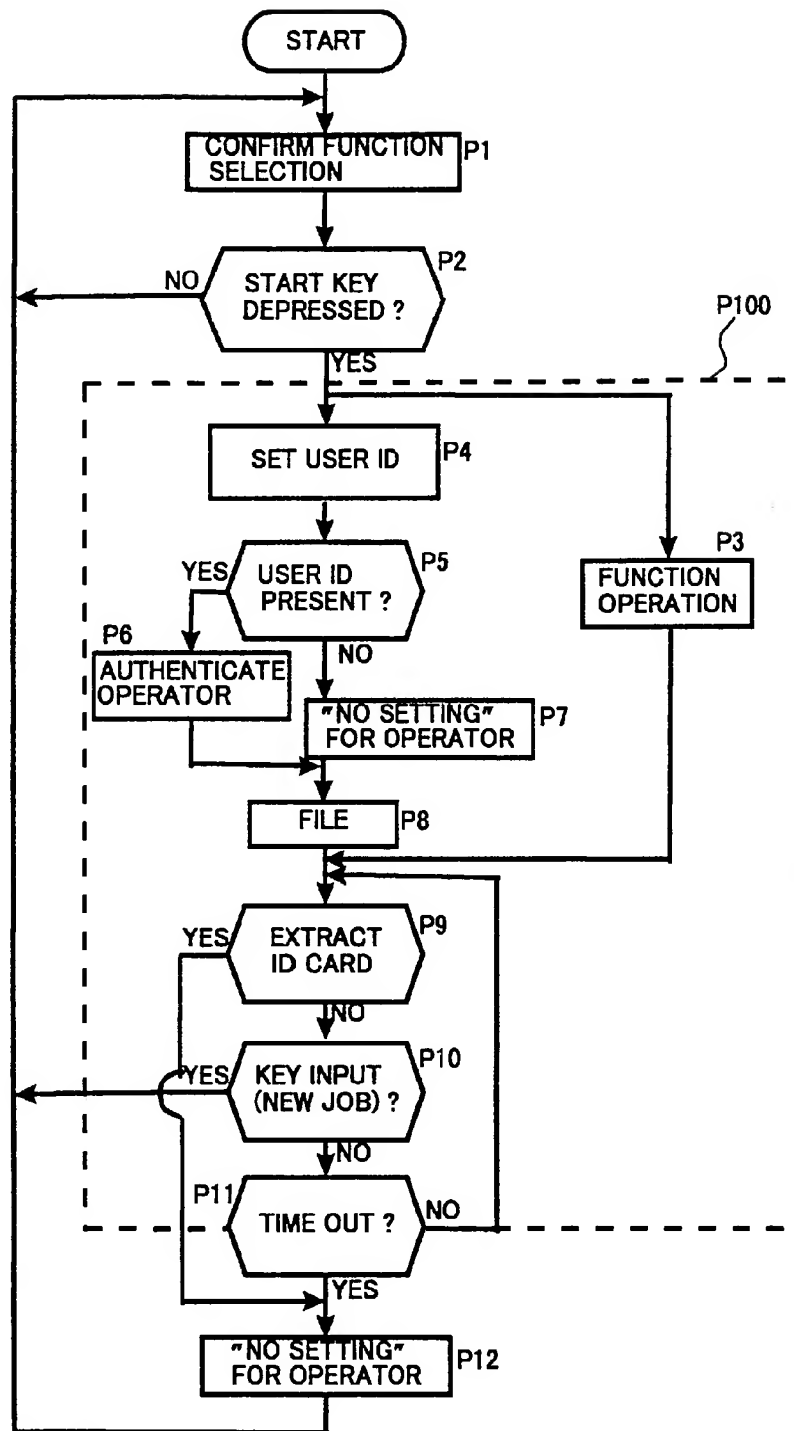 START
CONFIRM FUNCTION
SELECTION
P1
P2
NO
START KEY
DEPRESSED ?
YES
P100
SET USER ID
P4
P3
FUNCTION
OPERATION
P5
YES
USER ID
PRESENT ?
NO
P6
AUTHENTICATE
OPERATOR
"NO SETTING"
FOR OPERATOR
P7
FILE
P8
P9
YES
EXTRACT
ID CARD
NO
P10
YES
KEY INPUT
(NEW JOB) ?
NO
P11
TIME OUT ?
NO
YES
"NO SETTING"
FOR OPERATOR
P12